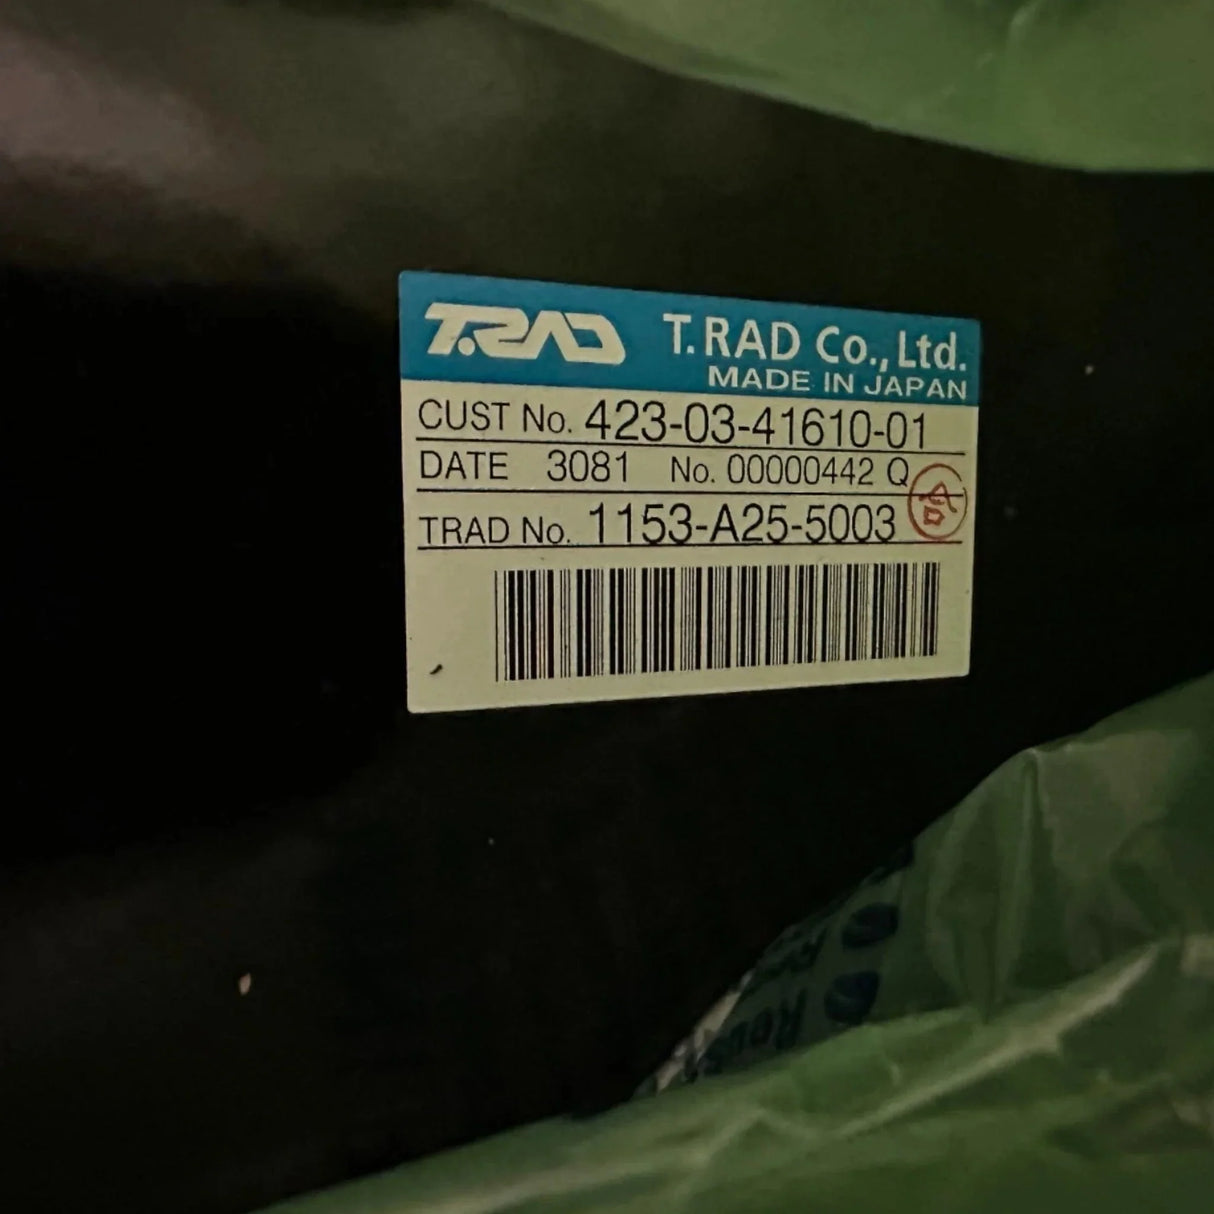 T.RAD T.RAD Co., Ltd.
MADE IN JAPAN
CUST No. 423-03-41610-01
DATE 3081 No. 00000442 Q
合
TRAD No. 1153-A25-5003